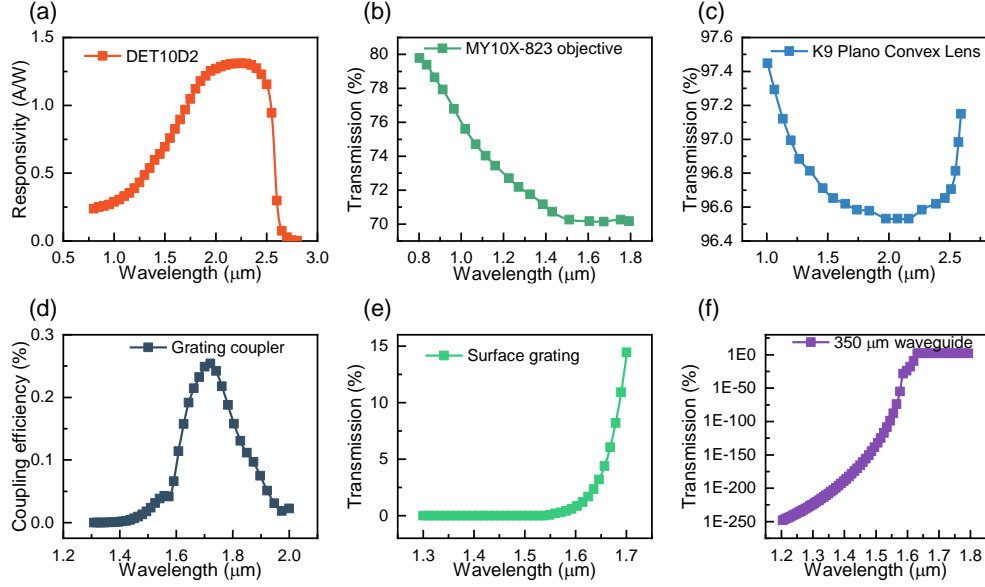 (a)
DET10D2
Responsivity (A/W)
1.5
1.0
0.5
0.0
0.5 1.0 1.5 2.0 2.5 3.0
Wavelength (μm)
(b)
MY10X-823 objective
Transmission (%)
80
78
76
74
72
70
0.8 1.0 1.2 1.4 1.6 1.8
Wavelength (μm)
(c)
K9 Plano Convex Lens
Transmission (%)
97.4
97.2
97.0
96.8
96.6
96.4
1.0 1.5 2.0 2.5
Wavelength (μm)
(d)
Grating coupler
Coupling efficiency (%)
0.3
0.2
0.1
0.0
1.2 1.4 1.6 1.8 2.0
Wavelength (μm)
(e)
Surface grating
Transmission (%)
15
10
5
0
1.3 1.4 1.5 1.6 1.7
Wavelength (μm)
(f)
350 μm waveguide
Transmission (%)
1E0
1E-50
1E-100
1E-150
1E-200
1E-250
1.2 1.3 1.4 1.5 1.6 1.7 1.8
Wavelength (μm)